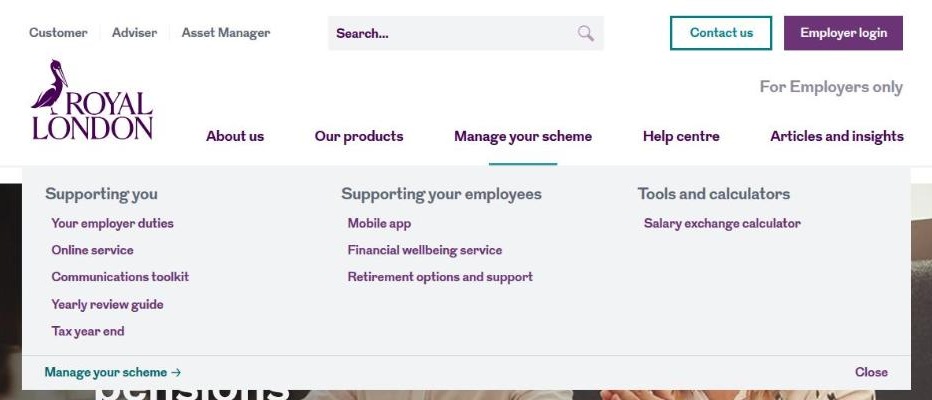 Customer
Adviser
Asset Manager
Search...
Contact us
Employer login
ROYAL
LONDON
For Employers only
About us
Our products
Manage your scheme
Help centre
Articles and insights
Supporting you
Your employer duties
Online service
Communications toolkit
Yearly review guide
Tax year end
Supporting your employees
Mobile app
Financial wellbeing service
Retirement options and support
Tools and calculators
Salary exchange calculator
Manage your scheme →
Close
pensions